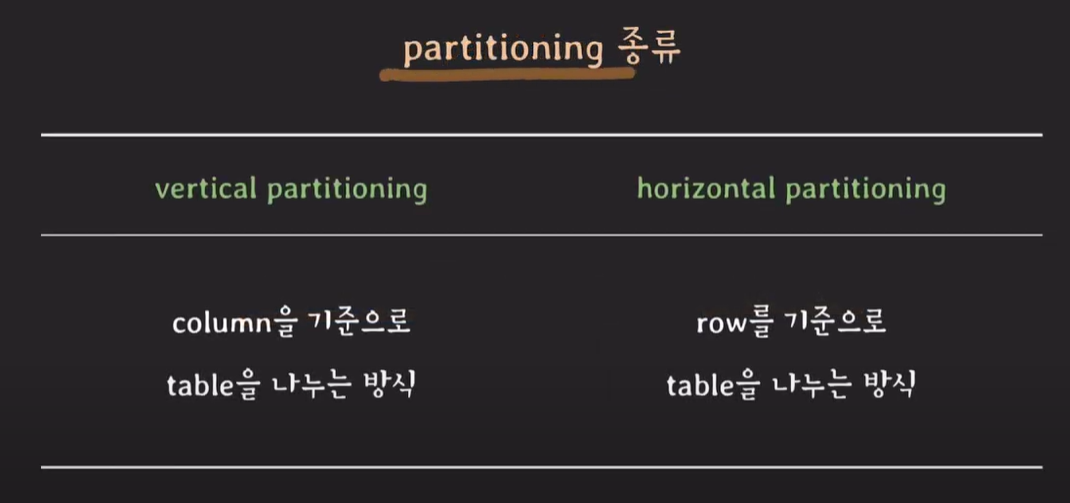 partitioning 종류
vertical partitioning
horizontal partitioning
column을 기준으로
table을 나누는 방식
row를 기준으로
table을 나누는 방식